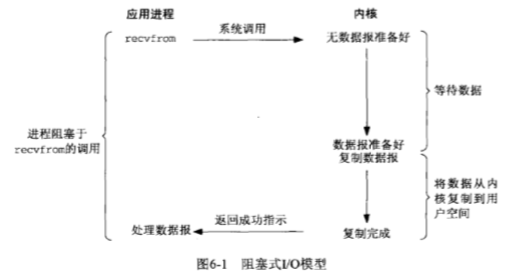 应用进程
内核
recvfrom
系统调用
无数据报准备好
等待数据
进程阻塞于
recvfrom的调用
数据报准备好
复制数据报
将数据从内
核复制到用
户空间
返回成功指示
处理数据报
复制完成
图6-1 阻塞式I/O模型